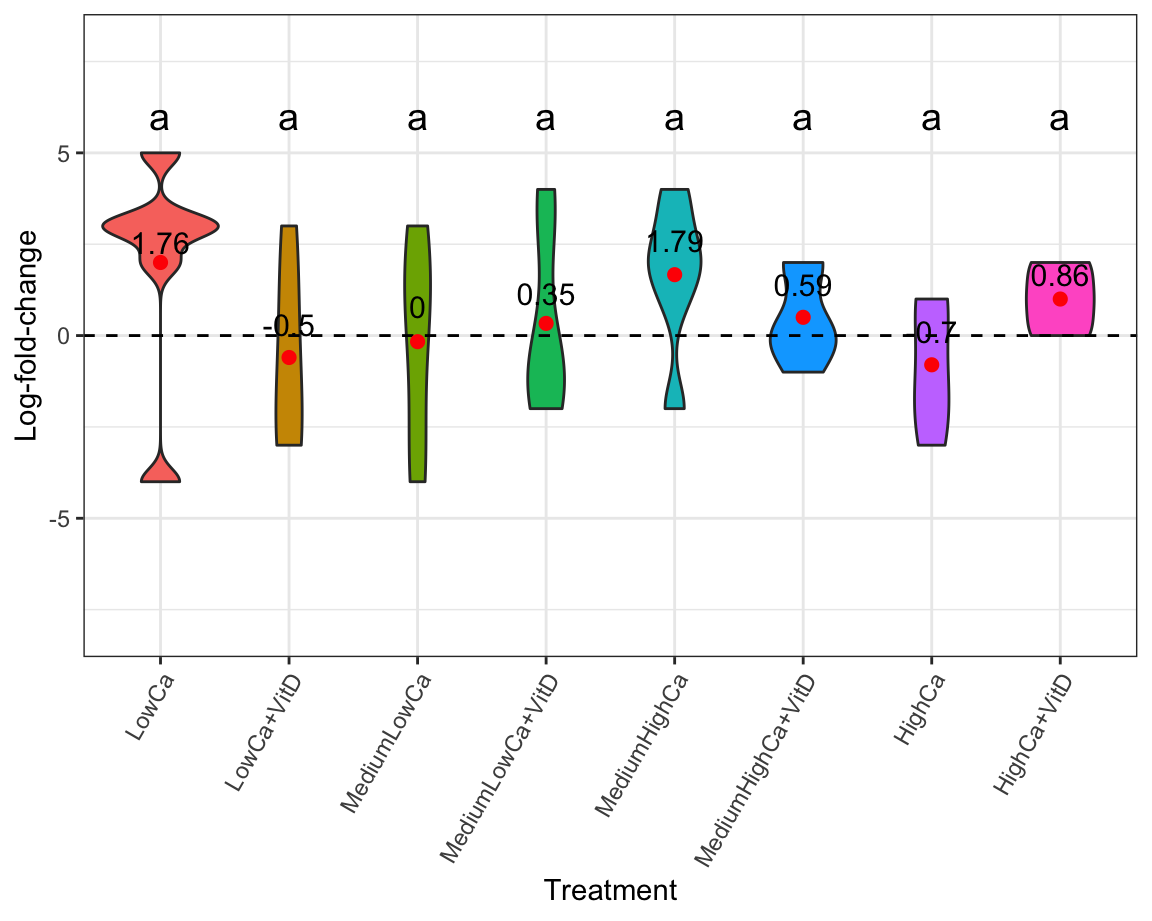 a a a a a a a a
5
1.76
1.79
0.86
0.59
0.35
0
-0.5
0.7
0
-5
Log-fold-change
LowCa
LowCa+VitD
MediumLowCa
MediumLowCa+VitD
MediumHighCa
MediumHighCa+VitD
HighCa
HighCa+VitD
Treatment